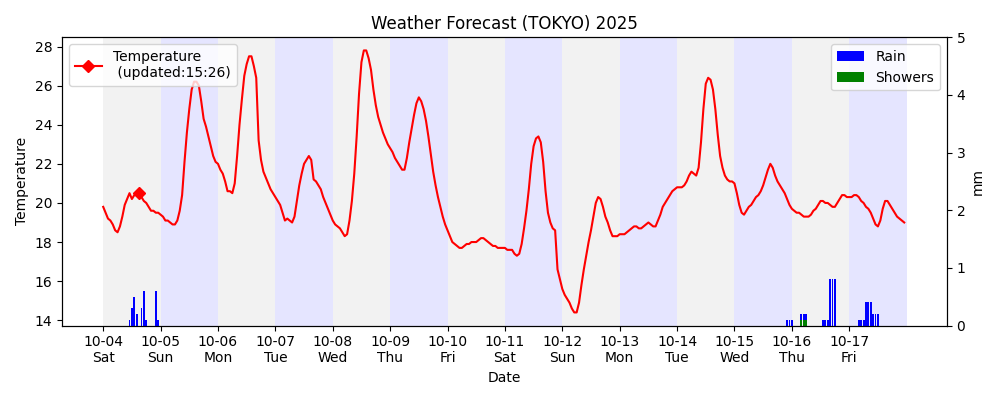 Weather Forecast (TOKYO) 2025
Temperature
(updated:15:26)
Rain
Showers
Temperature
28
26
24
22
20
18
16
14
5
4
3
2
1
0
mm
10-04 10-05 10-06 10-07 10-08 10-09 10-10 10-11 10-12 10-13 10-14 10-15 10-16 10-17
Sat Sun Mon Tue Wed Thu Fri Sat Sun Mon Tue Wed Thu Fri
Date